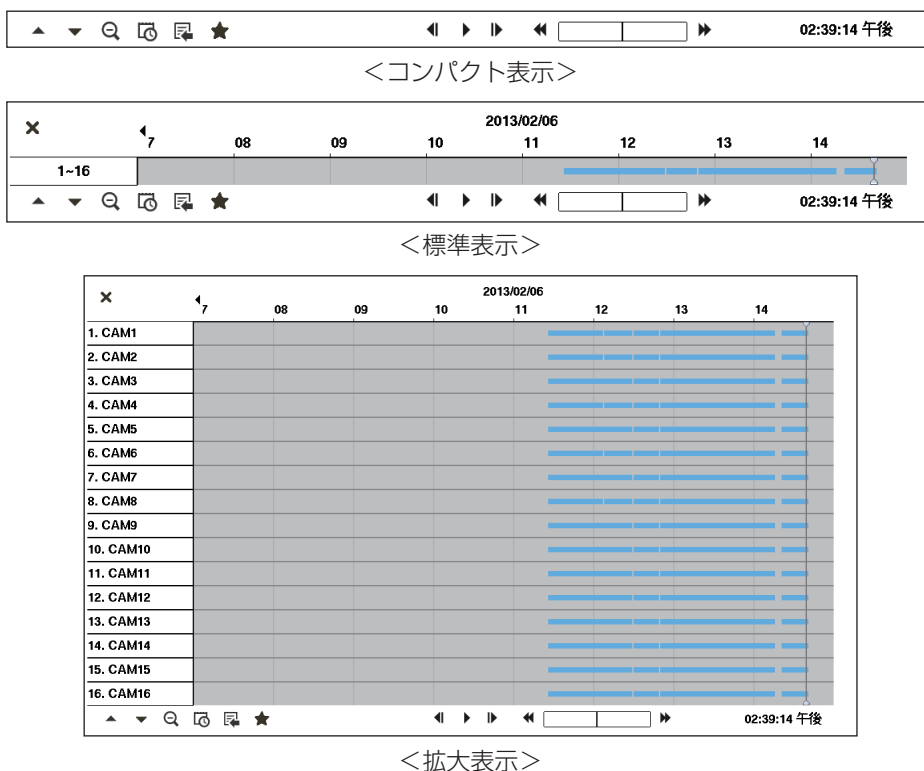 02:39:14 午後
＜コンパクト表示＞
2013/02/06
7 08 09 10 11 12 13 14
1~16
02:39:14 午後
＜標準表示＞
2013/02/06
7 08 09 10 11 12 13 14
1. CAM1
2. CAM2
3. CAM3
4. CAM4
5. CAM5
6. CAM6
7. CAM7
8. CAM8
9. CAM9
10. CAM10
11. CAM11
12. CAM12
13. CAM13
14. CAM14
15. CAM15
16. CAM16
02:39:14 午後
＜拡大表示＞